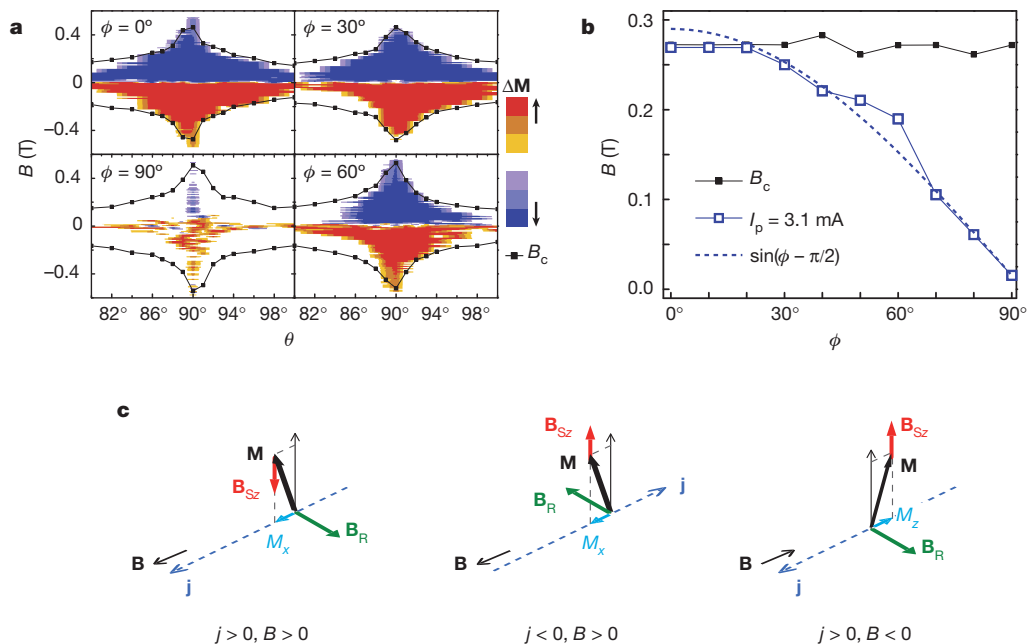 a
ϕ = 0°
ϕ = 30°
ϕ = 90°
ϕ = 60°
0.4
0
−0.4
0.4
0
−0.4
B (T)
82° 86° 90° 94° 98° 82° 86° 90° 94° 98°
θ
ΔM
B_c
b
0.3
0.2
0.1
0.0
B (T)
B_c
I_p = 3.1 mA
sin(ϕ − π/2)
0° 30° 60° 90°
ϕ
c
M
B_Sz
B_R
M_x
B
j
j > 0, B > 0
B_Sz
M
j
B_R
M_x
B
j < 0, B > 0
B_Sz
M
M_z
B_R
B
j
j > 0, B < 0